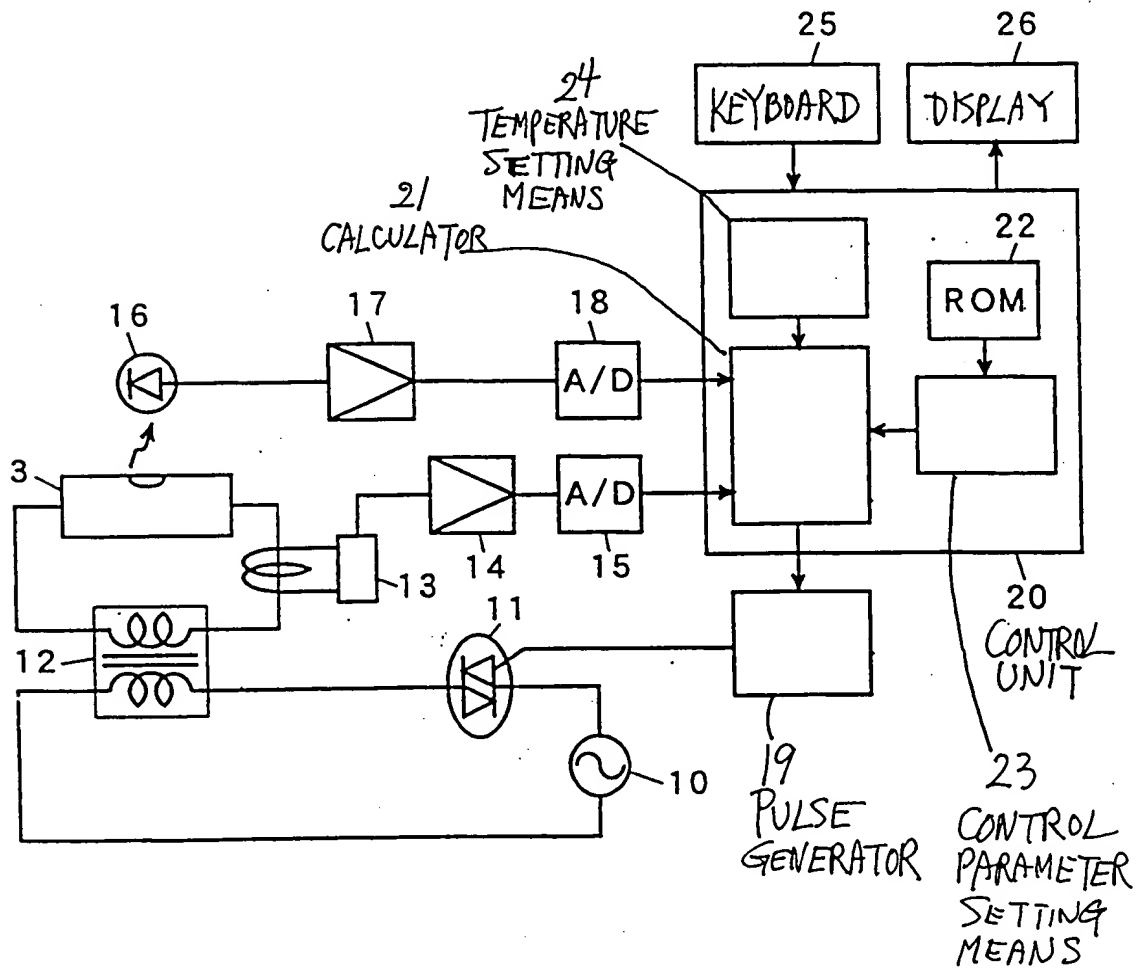 25
26
24
TEMPERATURE
SETTING
MEANS
KEYBOARD
DISPLAY
21
CALCULATOR
22
ROM
16
17
18
A/D
3
A/D
14
15
13
12
11
10
19
PULSE
GENERATOR
20
CONTROL
UNIT
23
CONTROL
PARAMETER
SETTING
MEANS